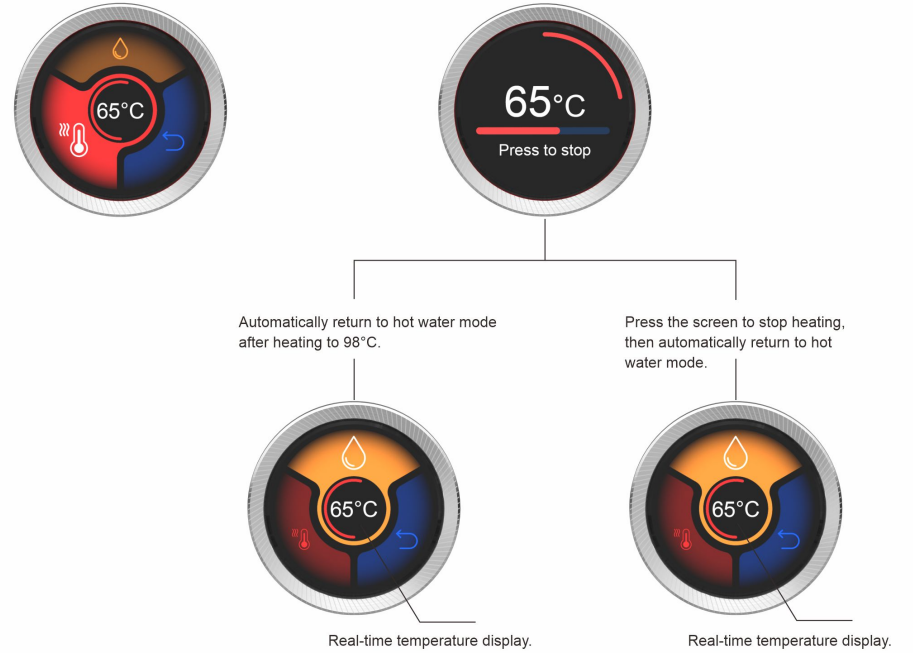 65°C
65°C
Press to stop
Automatically return to hot water mode
after heating to 98°C.
Press the screen to stop heating,
then automatically return to hot
water mode.
65°C
65°C
Real-time temperature display.
Real-time temperature display.